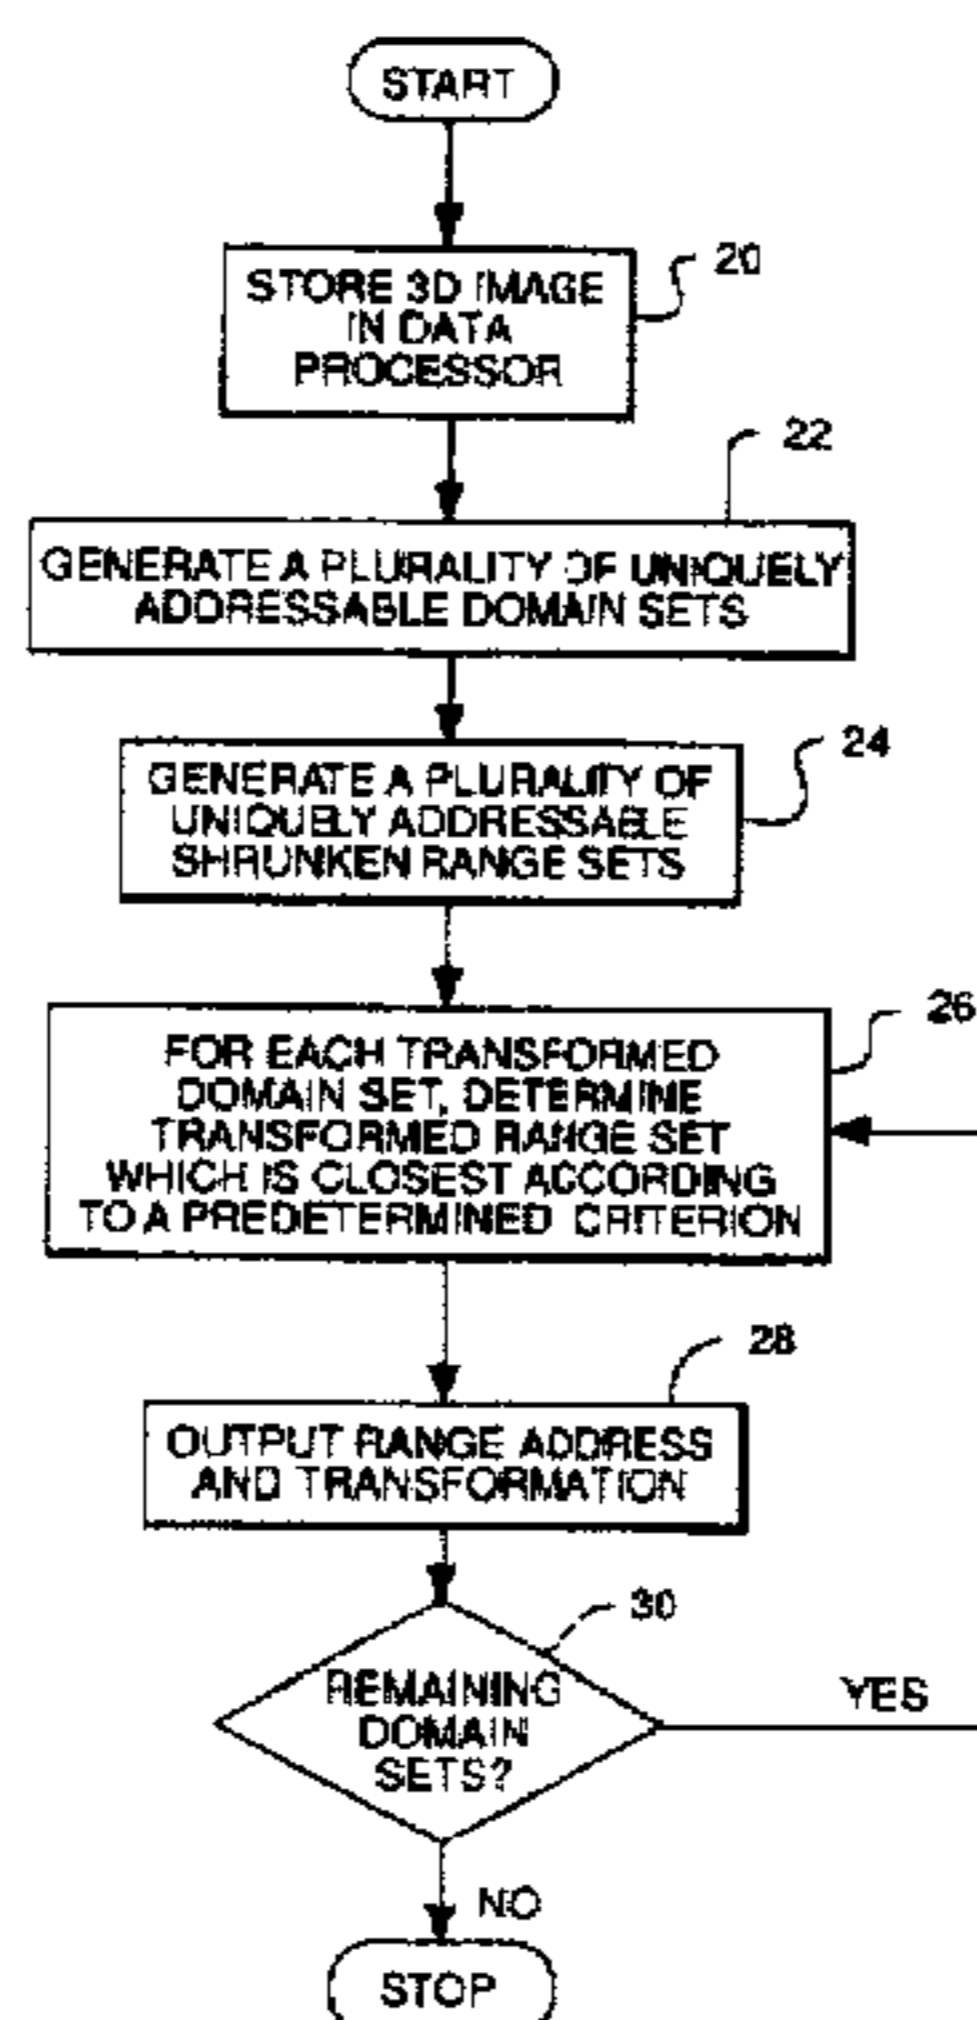 START
STORE 3D IMAGE
IN DATA
PROCESSOR
20
22
GENERATE A PLURALITY OF UNIQUELY
ADDRESSABLE DOMAIN SETS
24
GENERATE A PLURALITY OF
UNIQUELY ADDRESSABLE
SHRUNKEN RANGE SETS
26
FOR EACH TRANSFORMED
DOMAIN SET, DETERMINE
TRANSFORMED RANGE SET
WHICH IS CLOSEST ACCORDING
TO A PREDETERMINED CRITERION
28
OUTPUT RANGE ADDRESS
AND TRANSFORMATION
30
REMAINING
DOMAIN
SETS?
YES
NO
STOP